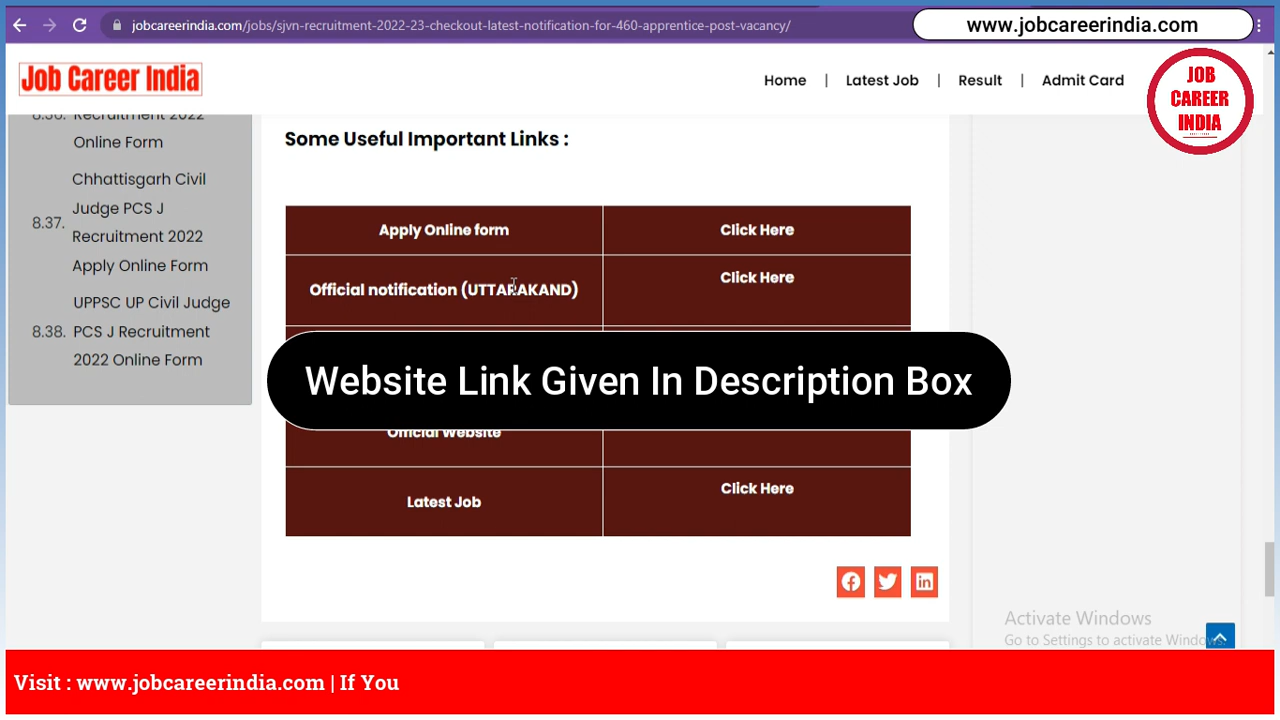 jobcareerindia.com/jobs/sjvn-recruitment-2022-23-checkout-latest-notification-for-460-apprentice-post-vacancy/
www.jobcareerindia.com
Job Career India
Home | Latest Job | Result | Admit Card
JOB
CAREER
INDIA
8.36. Recruitment 2022
Online Form
Chhattisgarh Civil
8.37. Judge PCS J
Recruitment 2022
Apply Online Form
UPPSC UP Civil Judge
8.38. PCS J Recruitment
2022 Online Form
Some Useful Important Links :
Apply Online form Click Here
Official notification (UTTARAKAND) Click Here
Website Link Given In Description Box
Official Website
Latest Job Click Here
Activate Windows
Go to Settings to activate Windows.
Visit : www.jobcareerindia.com | If You